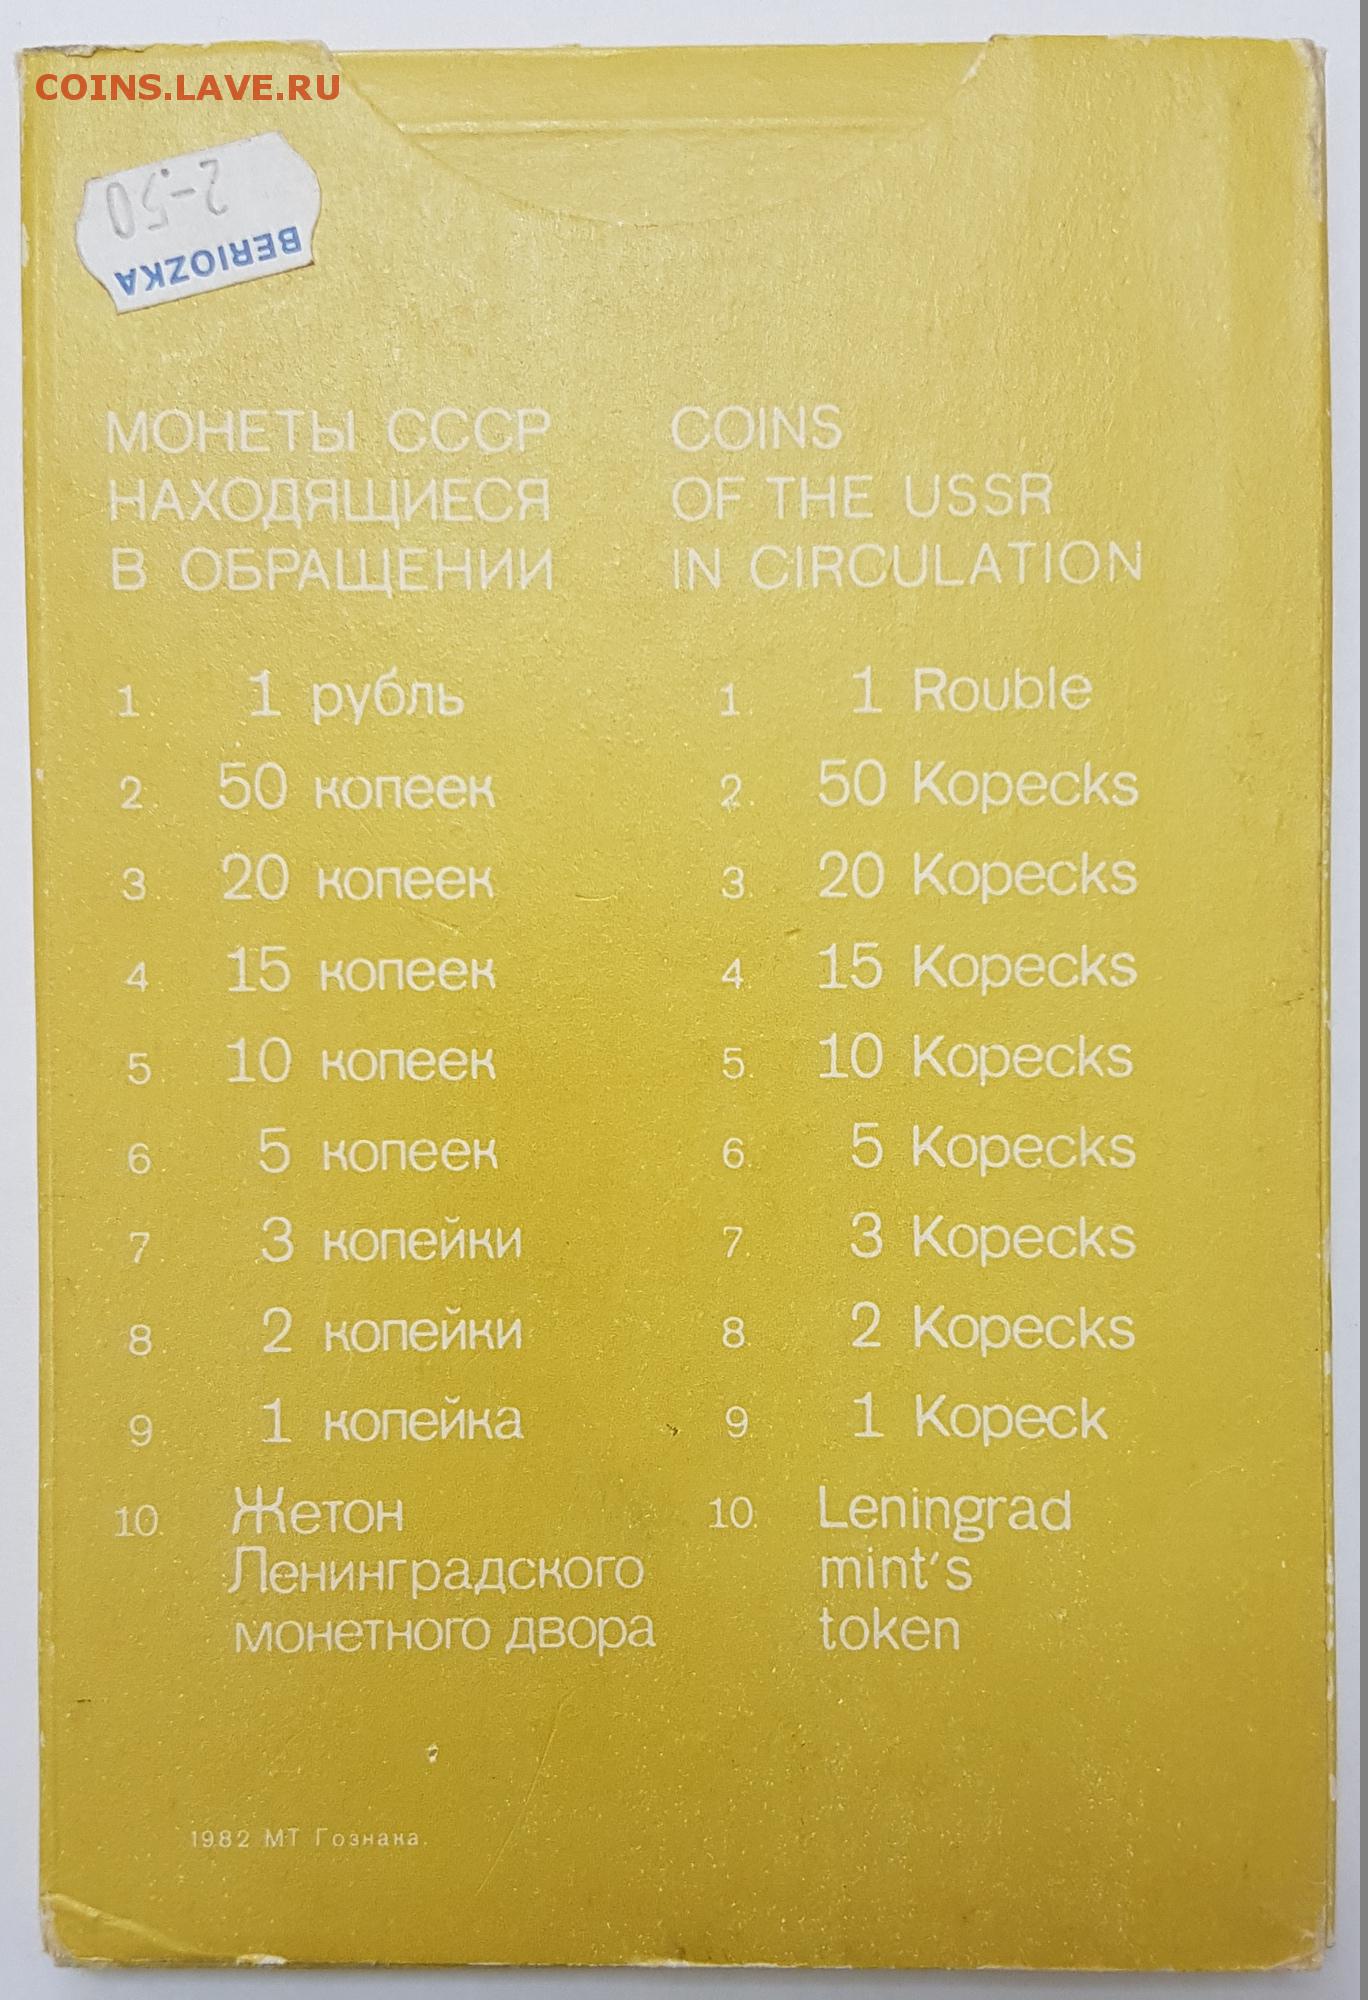 COINS.LAVE.RU
2-50
BERIOZKA
МОНЕТЫ СССР
НАХОДЯЩИЕСЯ
В ОБРАЩЕНИИ
1 1 рубль
2. 50 копеек
3. 20 копеек
4. 15 копеек
5 10 копеек
6. 5 копеек
7 3 копейки
8. 2 копейки
9 1 копейка
10. Жетон
Ленинградского
монетного двора
COINS
OF THE USSR
IN CIRCULATION
1. 1 Rouble
2. 50 Kopecks
3. 20 Kopecks
4. 15 Kopecks
5. 10 Kopecks
6. 5 Kopecks
7. 3 Kopecks
8. 2 Kopecks
9 1 Kopeck
10. Leningrad
mint's
token
1982 МТ Гознака.